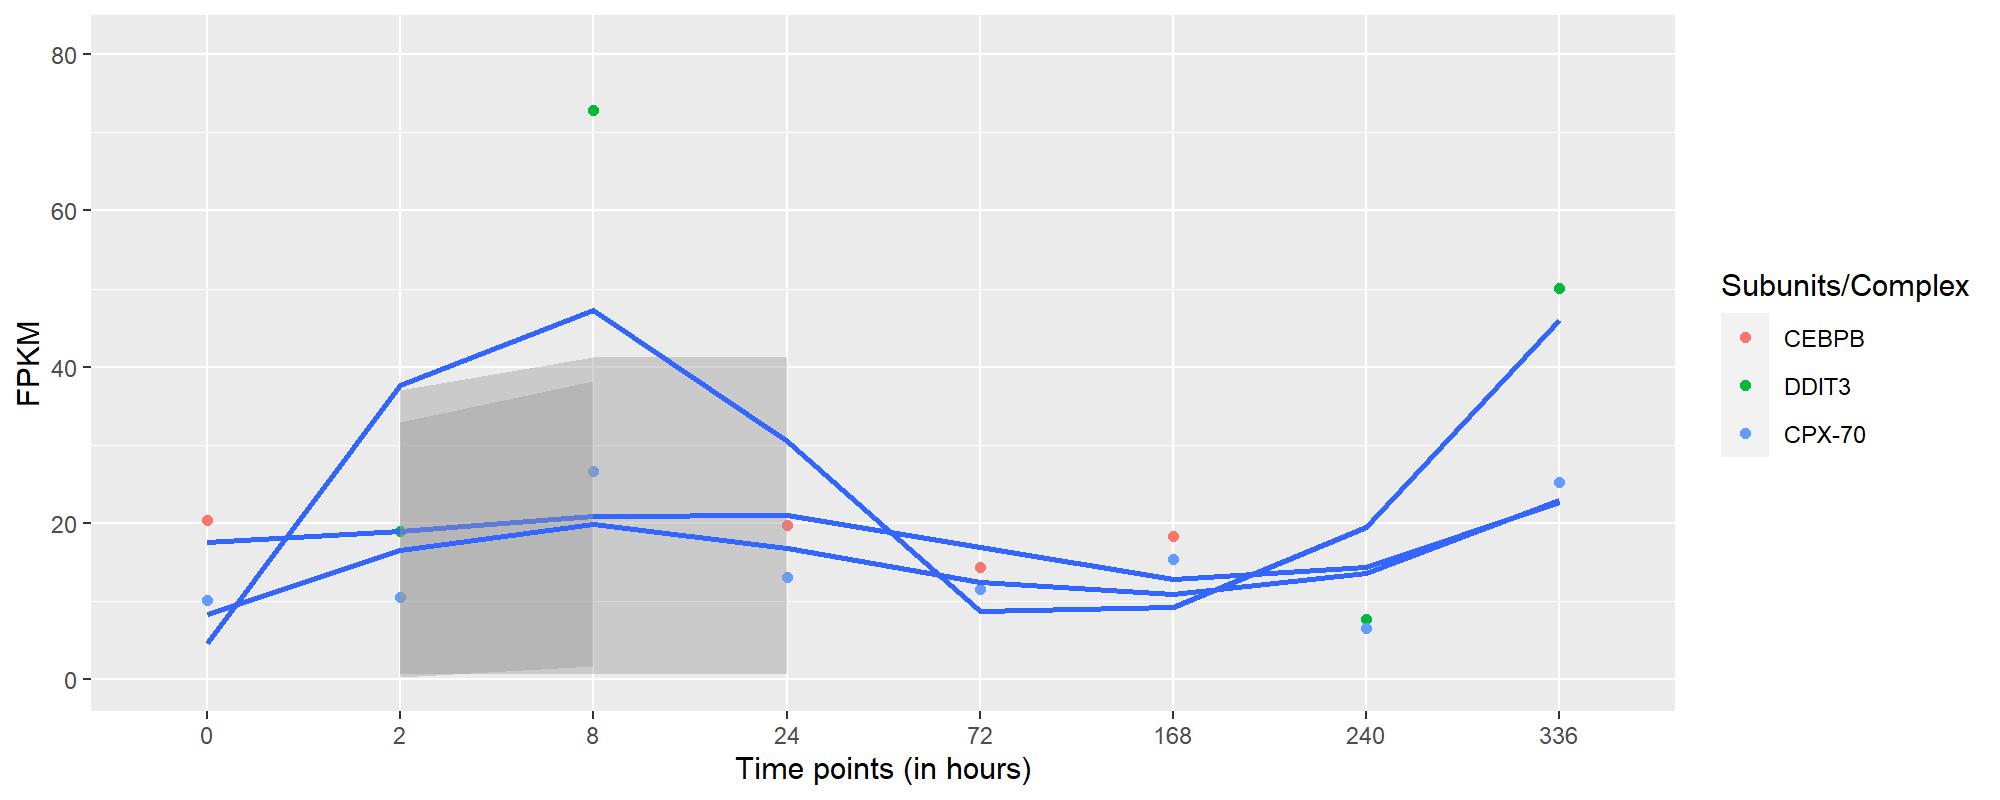 80
60
40
20
0
FPKM
0 2 8 24 72 168 240 336
Time points (in hours)
Subunits/Complex
CEBPB
DDIT3
CPX-70